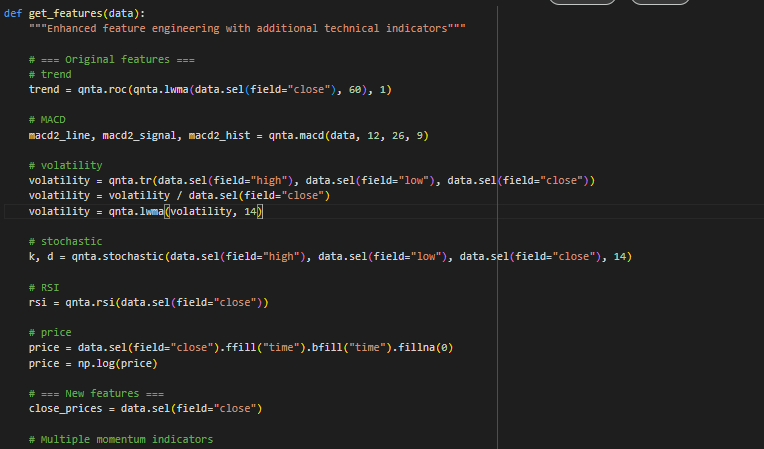 def get_features(data):
    """Enhanced feature engineering with additional technical indicators"""
    # === Original features ===
    # trend
    trend = qnta.roc(qnta.lwma(data.sel(field="close"), 60), 1)
    # MACD
    macd2_line, macd2_signal, macd2_hist = qnta.macd(data, 12, 26, 9)
    # volatility
    volatility = qnta.tr(data.sel(field="high"), data.sel(field="low"), data.sel(field="close"))
    volatility = volatility / data.sel(field="close")
    volatility = qnta.lwma(volatility, 14)
    # stochastic
    k, d = qnta.stochastic(data.sel(field="high"), data.sel(field="low"), data.sel(field="close"), 14)
    # RSI
    rsi = qnta.rsi(data.sel(field="close"))
    # price
    price = data.sel(field="close").ffill("time").bfill("time").fillna(0)
    price = np.log(price)
    # === New features ===
    close_prices = data.sel(field="close")
    # Multiple momentum indicators